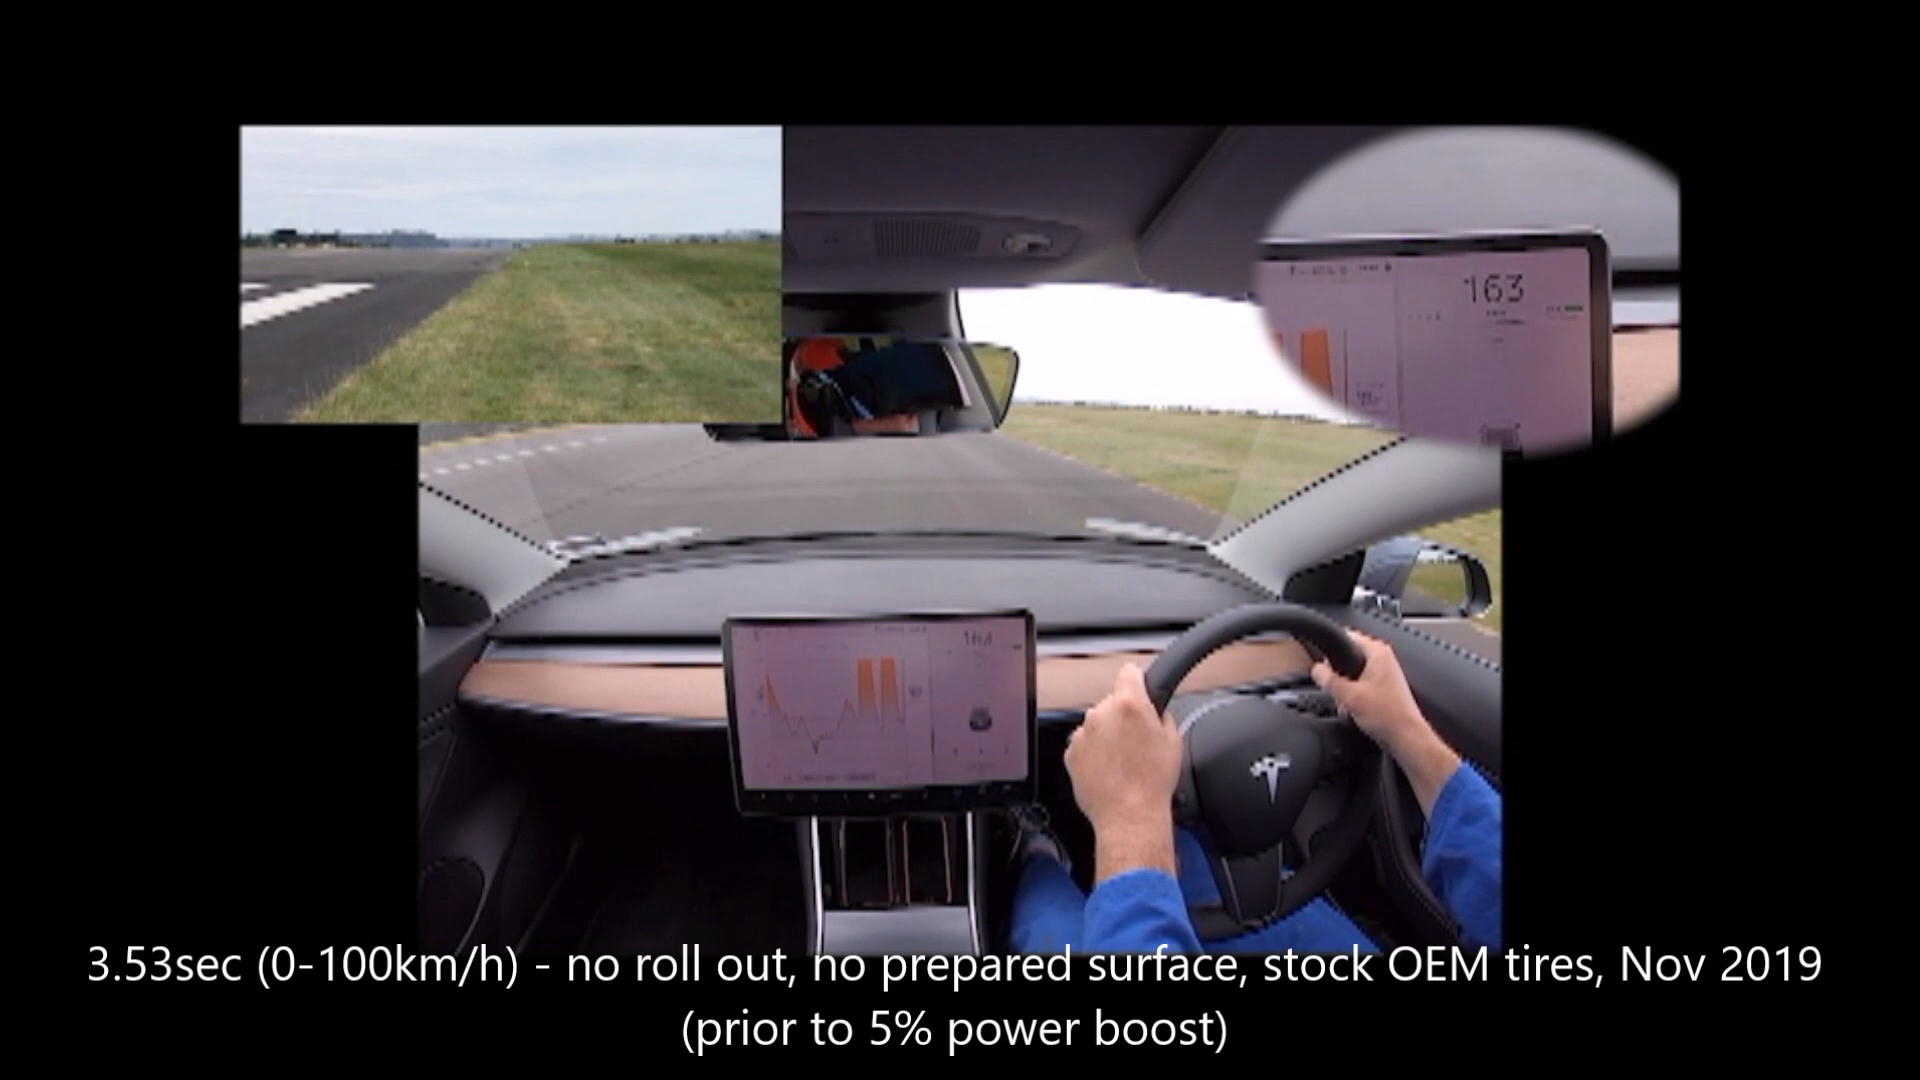 163
3.53sec (0-100km/h) - no roll out, no prepared surface, stock OEM tires, Nov 2019
(prior to 5% power boost)